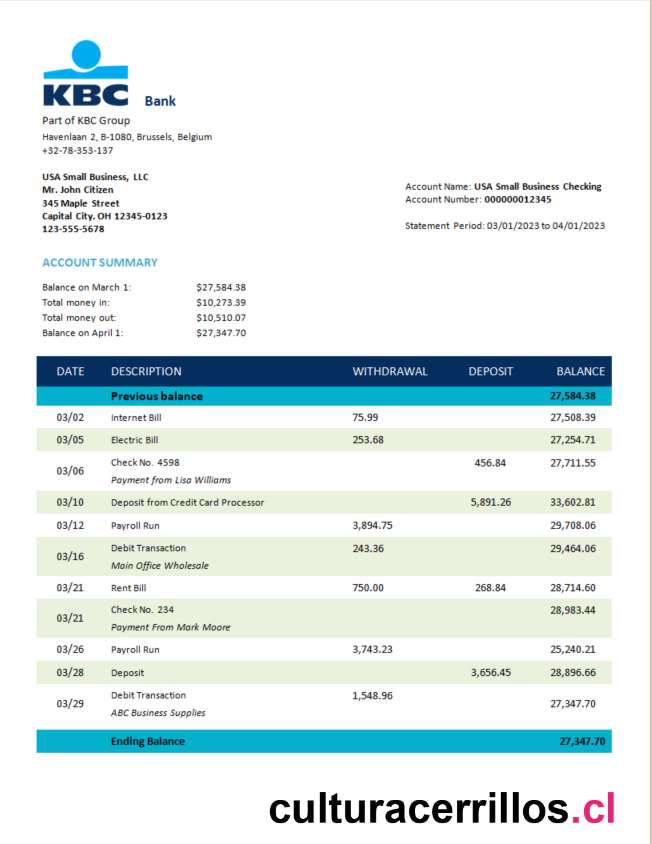 KBC Bank
Part of KBC Group
Havenlaan 2, B-1080, Brussels, Belgium
+32-78-353-137
USA Small Business, LLC
Mr. John Citizen
345 Maple Street
Capital City. OH 12345-0123
123-555-5678
Account Name: USA Small Business Checking
Account Number: 000000012345
Statement Period: 03/01/2023 to 04/01/2023
ACCOUNT SUMMARY
Balance on March 1: $27,584.38
Total money in: $10,273.39
Total money out: $10,510.07
Balance on April 1: $27,347.70
DATE DESCRIPTION WITHDRAWAL DEPOSIT BALANCE
Previous balance 27,584.38
03/02 Internet Bill 75.99 27,508.39
03/05 Electric Bill 253.68 27,254.71
03/06 Check No. 4598 456.84 27,711.55
Payment from Lisa Williams
03/10 Deposit from Credit Card Processor 5,891.26 33,602.81
03/12 Payroll Run 3,894.75 29,708.06
03/16 Debit Transaction 243.36 29,464.06
Main Office Wholesale
03/21 Rent Bill 750.00 268.84 28,714.60
03/21 Check No. 234 28,983.44
Payment From Mark Moore
03/26 Payroll Run 3,743.23 25,240.21
03/28 Deposit 3,656.45 28,896.66
03/29 Debit Transaction 1,548.96 27,347.70
ABC Business Supplies
Ending Balance 27,347.70
culturacerrillos.cl